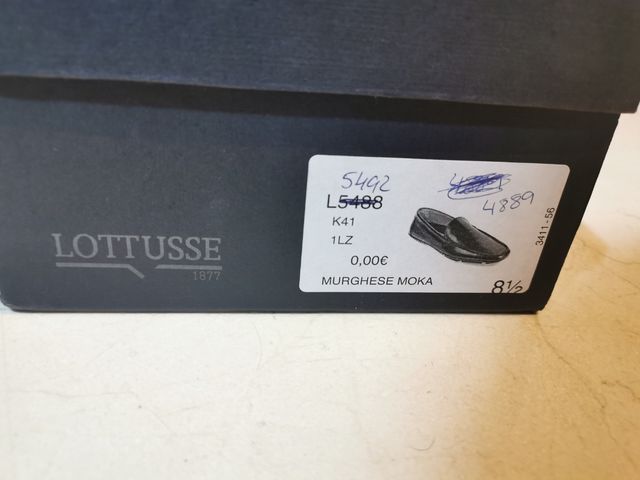 LOTTUSSE
1877
5492
L5488
4889
K41
1LZ
0,00€
MURGHESE MOKA
8½
3411-56